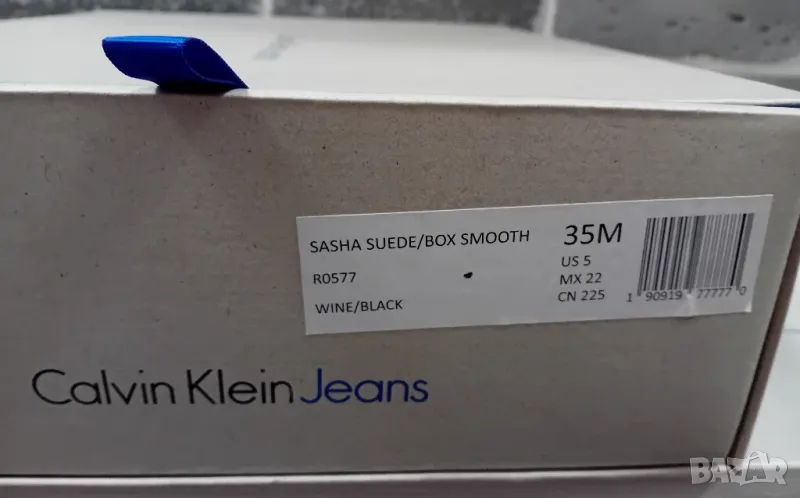 SASHA SUEDE/BOX SMOOTH 35M
R0577 US 5
MX 22
WINE/BLACK CN 225
1 90919 77777 0
Calvin Klein Jeans
BAZAR